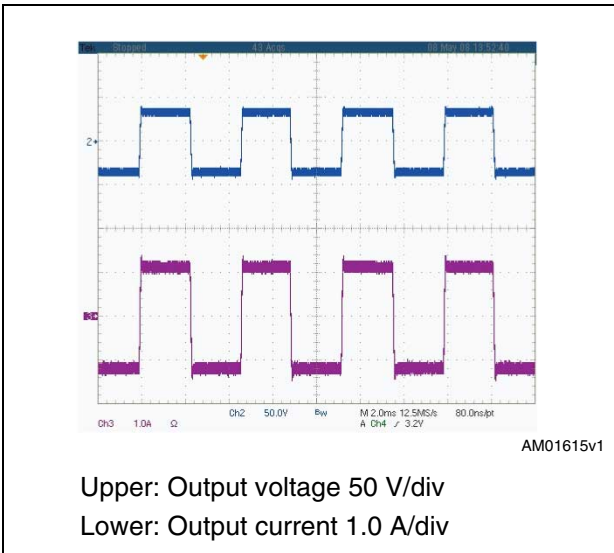 Tek Stopped 43 Acqs 08 May 08 13:52:40
2
3
Ch2 50.0V Bw M 2.0ms 12.5MS/s 80.0ns/pt
Ch3 1.0A Ω A Ch4 / 3.2V
AM01615v1
Upper: Output voltage 50 V/div
Lower: Output current 1.0 A/div